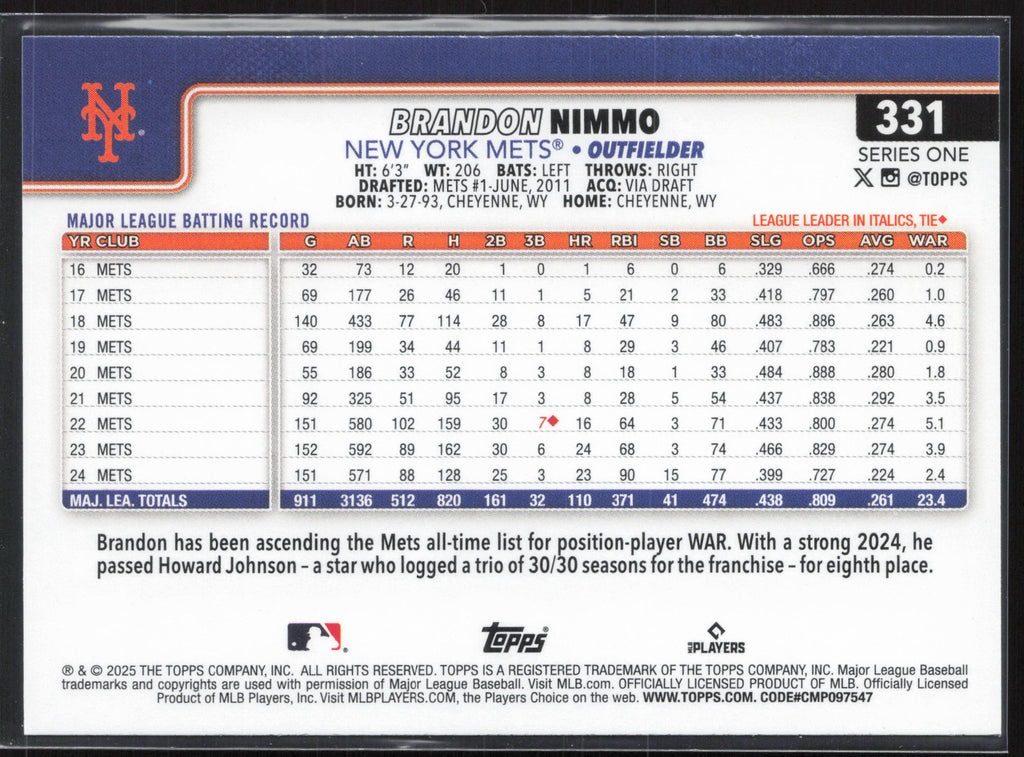 NY
BRANDON NIMMO
331
NEW YORK METS® • OUTFIELDER
SERIES ONE
HT: 6'3" WT: 206 BATS: LEFT THROWS: RIGHT
X @TOPPS
DRAFTED: METS #1-JUNE, 2011 ACQ: VIA DRAFT
BORN: 3-27-93, CHEYENNE, WY HOME: CHEYENNE, WY
MAJOR LEAGUE BATTING RECORD
LEAGUE LEADER IN ITALICS, TIE♦
YR CLUB G AB R H 2B 3B HR RBI SB BB SLG OPS AVG WAR
16 METS 32 73 12 20 1 0 1 6 0 6 .329 .666 .274 0.2
17 METS 69 177 26 46 11 1 5 21 2 33 .418 .797 .260 1.0
18 METS 140 433 77 114 28 8 17 47 9 80 .483 .886 .263 4.6
19 METS 69 199 34 44 11 1 8 29 3 46 .407 .783 .221 0.9
20 METS 55 186 33 52 8 3 8 18 1 33 .484 .888 .280 1.8
21 METS 92 325 51 95 17 3 8 28 5 54 .437 .838 .292 3.5
22 METS 151 580 102 159 30 7♦ 16 64 3 71 .433 .800 .274 5.1
23 METS 152 592 89 162 30 6 24 68 3 74 .466 .829 .274 3.9
24 METS 151 571 88 128 25 3 23 90 15 77 .399 .727 .224 2.4
MAJ. LEA. TOTALS 911 3136 512 820 161 32 110 371 41 474 .438 .809 .261 23.4
Brandon has been ascending the Mets all-time list for position-player WAR. With a strong 2024, he
passed Howard Johnson – a star who logged a trio of 30/30 seasons for the franchise – for eighth place.
TOPPS®
MLB PLAYERS
® & © 2025 THE TOPPS COMPANY, INC. ALL RIGHTS RESERVED. TOPPS IS A REGISTERED TRADEMARK OF THE TOPPS COMPANY, INC. Major League Baseball
trademarks and copyrights are used with permission of Major League Baseball. Visit MLB.com. OFFICIALLY LICENSED PRODUCT OF MLB. Officially Licensed
Product of MLB Players, Inc. Visit MLBPLAYERS.COM, the Players Choice on the web. WWW.TOPPS.COM. CODE#CMP097547